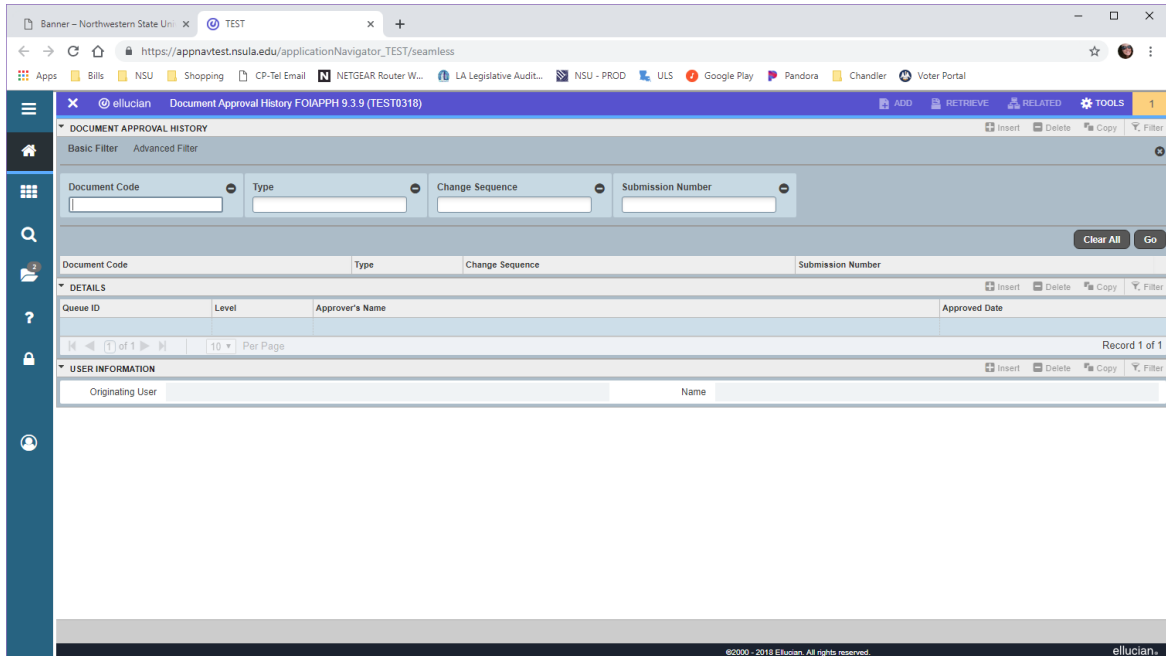 Banner – Northwestern State Uni
TEST
https://appnavtest.nsula.edu/applicationNavigator_TEST/seamless
Apps Bills NSU Shopping CP-Tel Email NETGEAR Router W... LA Legislative Audit... NSU - PROD ULS Google Play Pandora Chandler Voter Portal
ellucian Document Approval History FOIAPPH 9.3.9 (TEST0318) ADD RETRIEVE RELATED TOOLS 1
DOCUMENT APPROVAL HISTORY Insert Delete Copy Filter
Basic Filter Advanced Filter
Document Code Type Change Sequence Submission Number
Clear All Go
Document Code Type Change Sequence Submission Number
2
DETAILS Insert Delete Copy Filter
Queue ID Level Approver's Name Approved Date
1 of 1 10 Per Page Record 1 of 1
USER INFORMATION Insert Delete Copy Filter
Originating User Name
©2000 - 2018 Ellucian. All rights reserved. ellucian